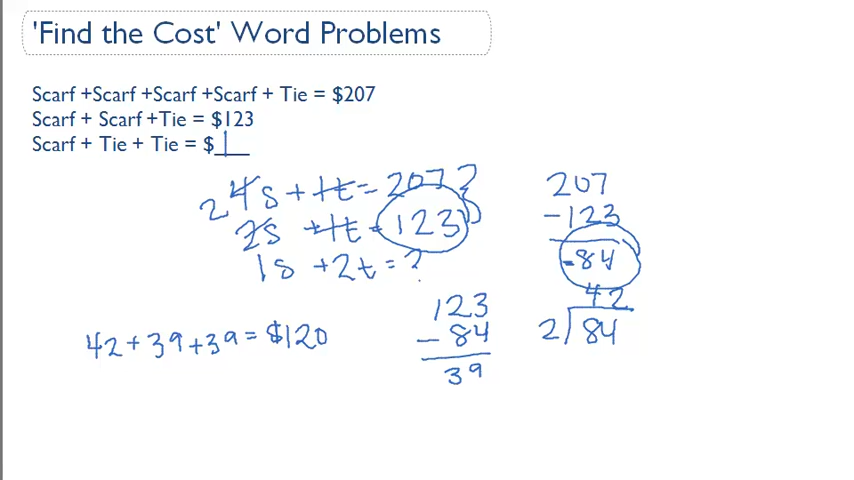 'Find the Cost' Word Problems
Scarf +Scarf +Scarf +Scarf + Tie = $207
Scarf + Scarf +Tie = $123
Scarf + Tie + Tie = $___
2 4s + 1t = 207
2s + 1t = 123
1s + 2t = ?
207
-123
-84
42
2 84
123
- 84
39
42 + 39 + 39 = $120